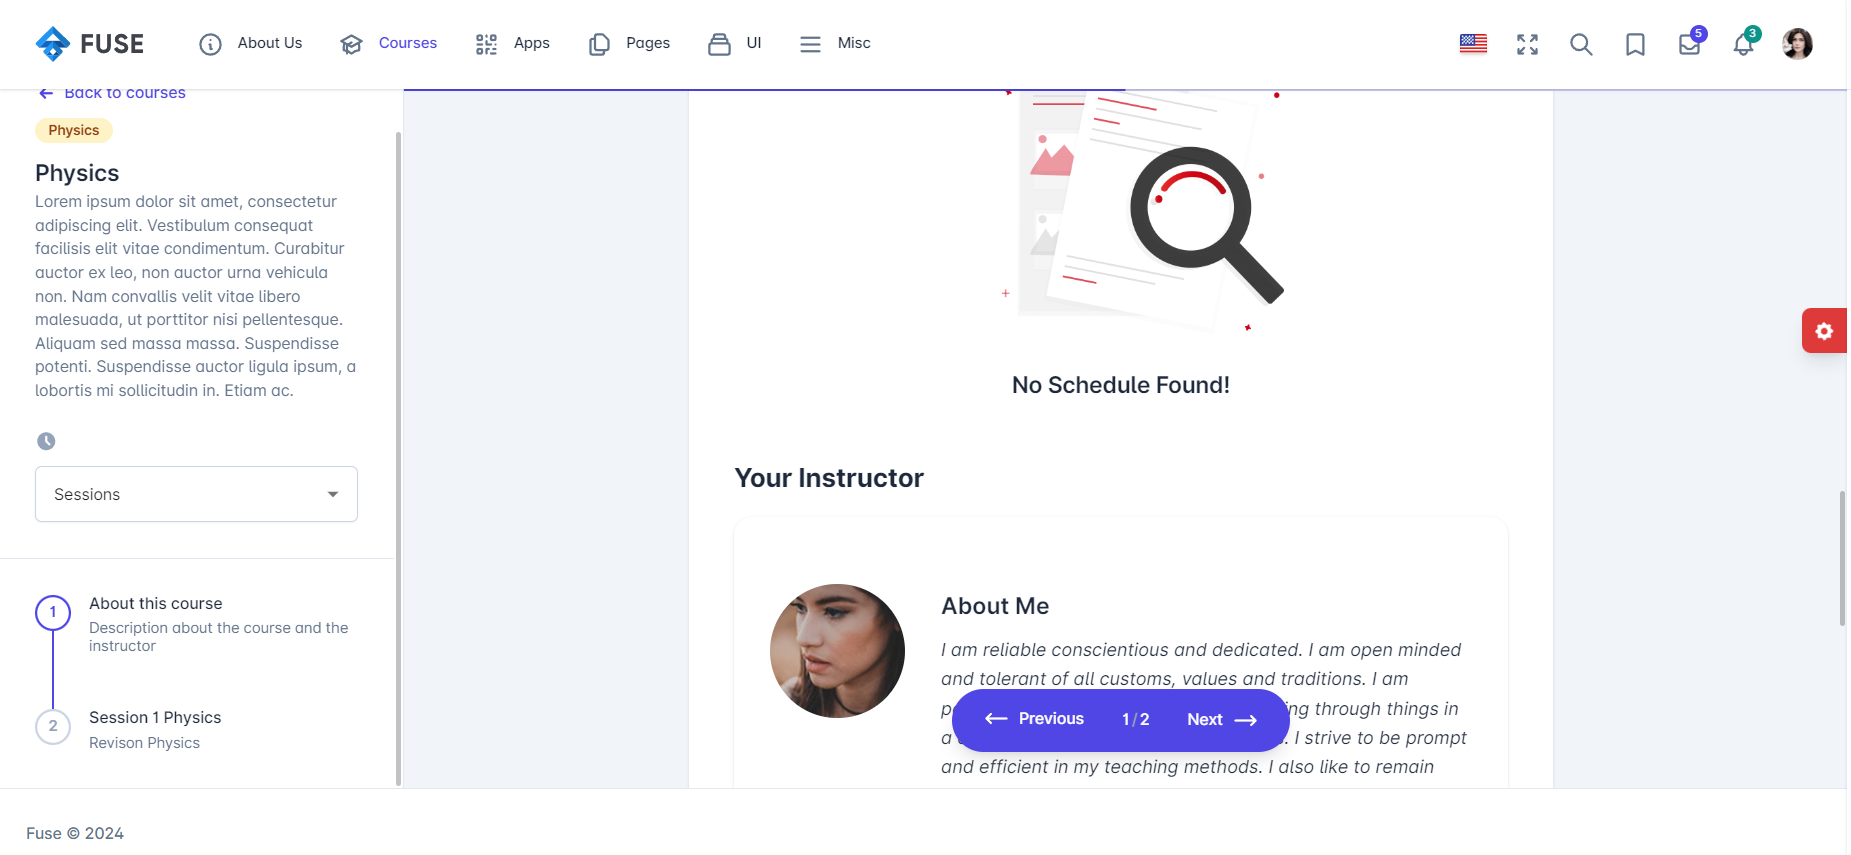 FUSE
About Us
Courses
Apps
Pages
UI
Misc
5
3
Back to courses
Physics
Physics
Lorem ipsum dolor sit amet, consectetur
adipiscing elit. Vestibulum consequat
facilisis elit vitae condimentum. Curabitur
auctor ex leo, non auctor urna vehicula
non. Nam convallis velit vitae libero
malesuada, ut porttitor nisi pellentesque.
Aliquam sed massa massa. Suspendisse
potenti. Suspendisse auctor ligula ipsum, a
lobortis mi sollicitudin in. Etiam ac.
Sessions
1
About this course
Description about the course and the
instructor
2
Session 1 Physics
Revison Physics
No Schedule Found!
Your Instructor
About Me
I am reliable conscientious and dedicated. I am open minded
and tolerant of all customs, values and traditions. I am
through things in
a I strive to be prompt
and efficient in my teaching methods. I also like to remain
Previous
1 / 2
Next
Fuse © 2024